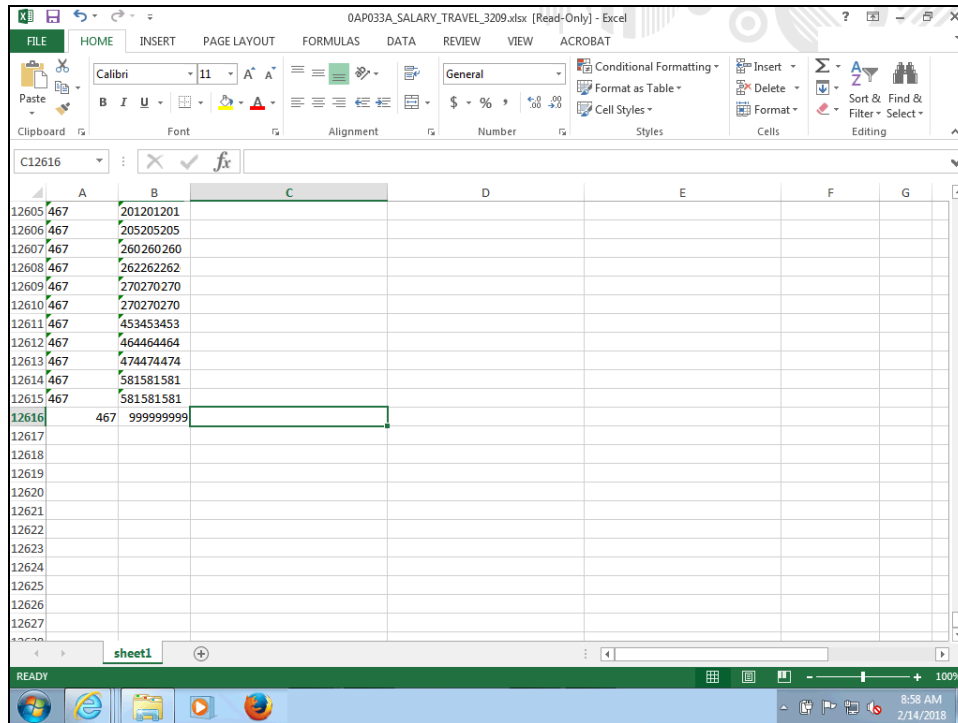 0AP033A_SALARY_TRAVEL_3209.xlsx [Read-Only] - Excel
FILE HOME INSERT PAGE LAYOUT FORMULAS DATA REVIEW VIEW ACROBAT
Paste
Calibri 11 A A
B I U A
General
$ % ,
Conditional Formatting
Format as Table
Cell Styles
Insert
Delete
Format
Sort & Filter
Find & Select
Clipboard Font Alignment Number Styles Cells Editing
C12616 fx
A B C D E F G
12605 467 201201201
12606 467 205205205
12607 467 260260260
12608 467 262262262
12609 467 270270270
12610 467 270270270
12611 467 453453453
12612 467 464464464
12613 467 474474474
12614 467 581581581
12615 467 581581581
12616 467 999999999
12617
12618
12619
12620
12621
12622
12623
12624
12625
12626
12627
sheet1
READY 100%
8:58 AM
2/14/2018